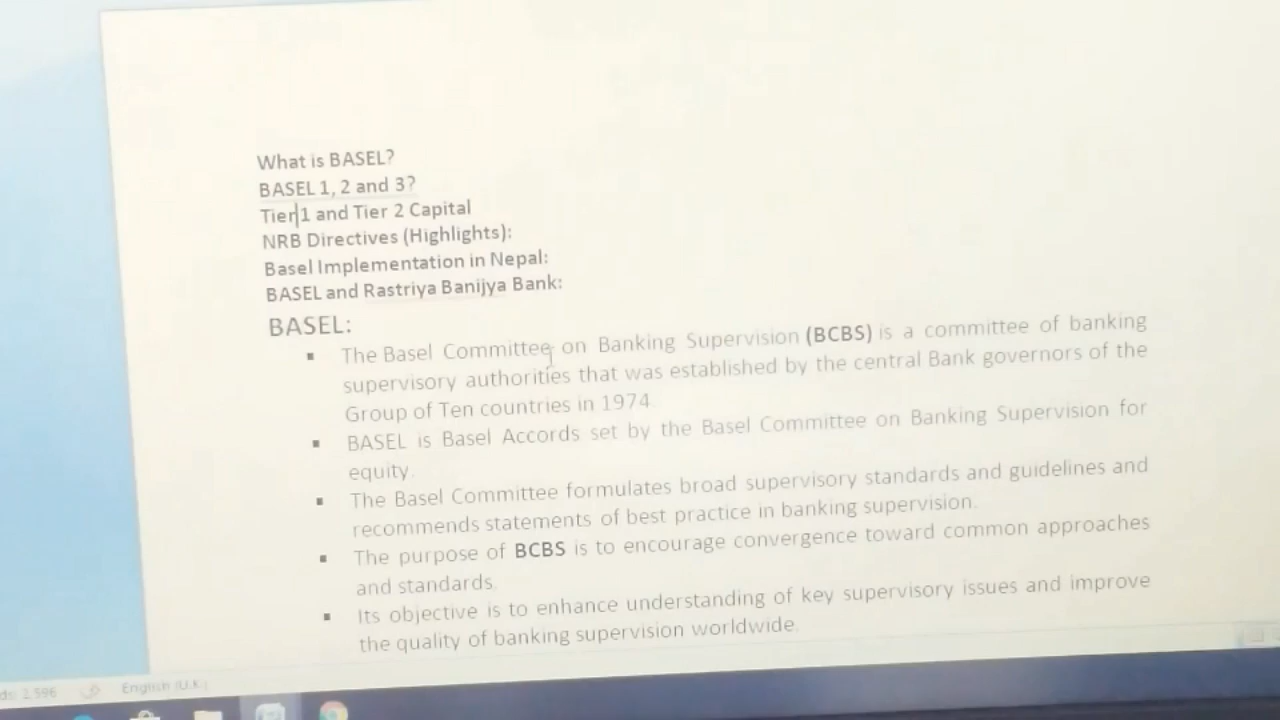 What is BASEL?
BASEL 1, 2 and 3?
Tier 1 and Tier 2 Capital
NRB Directives (Highlights):
Basel Implementation in Nepal:
BASEL and Rastriya Banijya Bank:
BASEL:
▪ The Basel Committee on Banking Supervision (BCBS) is a committee of banking
supervisory authorities that was established by the central Bank governors of the
Group of Ten countries in 1974.
▪ BASEL is Basel Accords set by the Basel Committee on Banking Supervision for
equity.
▪ The Basel Committee formulates broad supervisory standards and guidelines and
recommends statements of best practice in banking supervision.
▪ The purpose of BCBS is to encourage convergence toward common approaches
and standards.
▪ Its objective is to enhance understanding of key supervisory issues and improve
the quality of banking supervision worldwide.
2,596 English (U.K.)